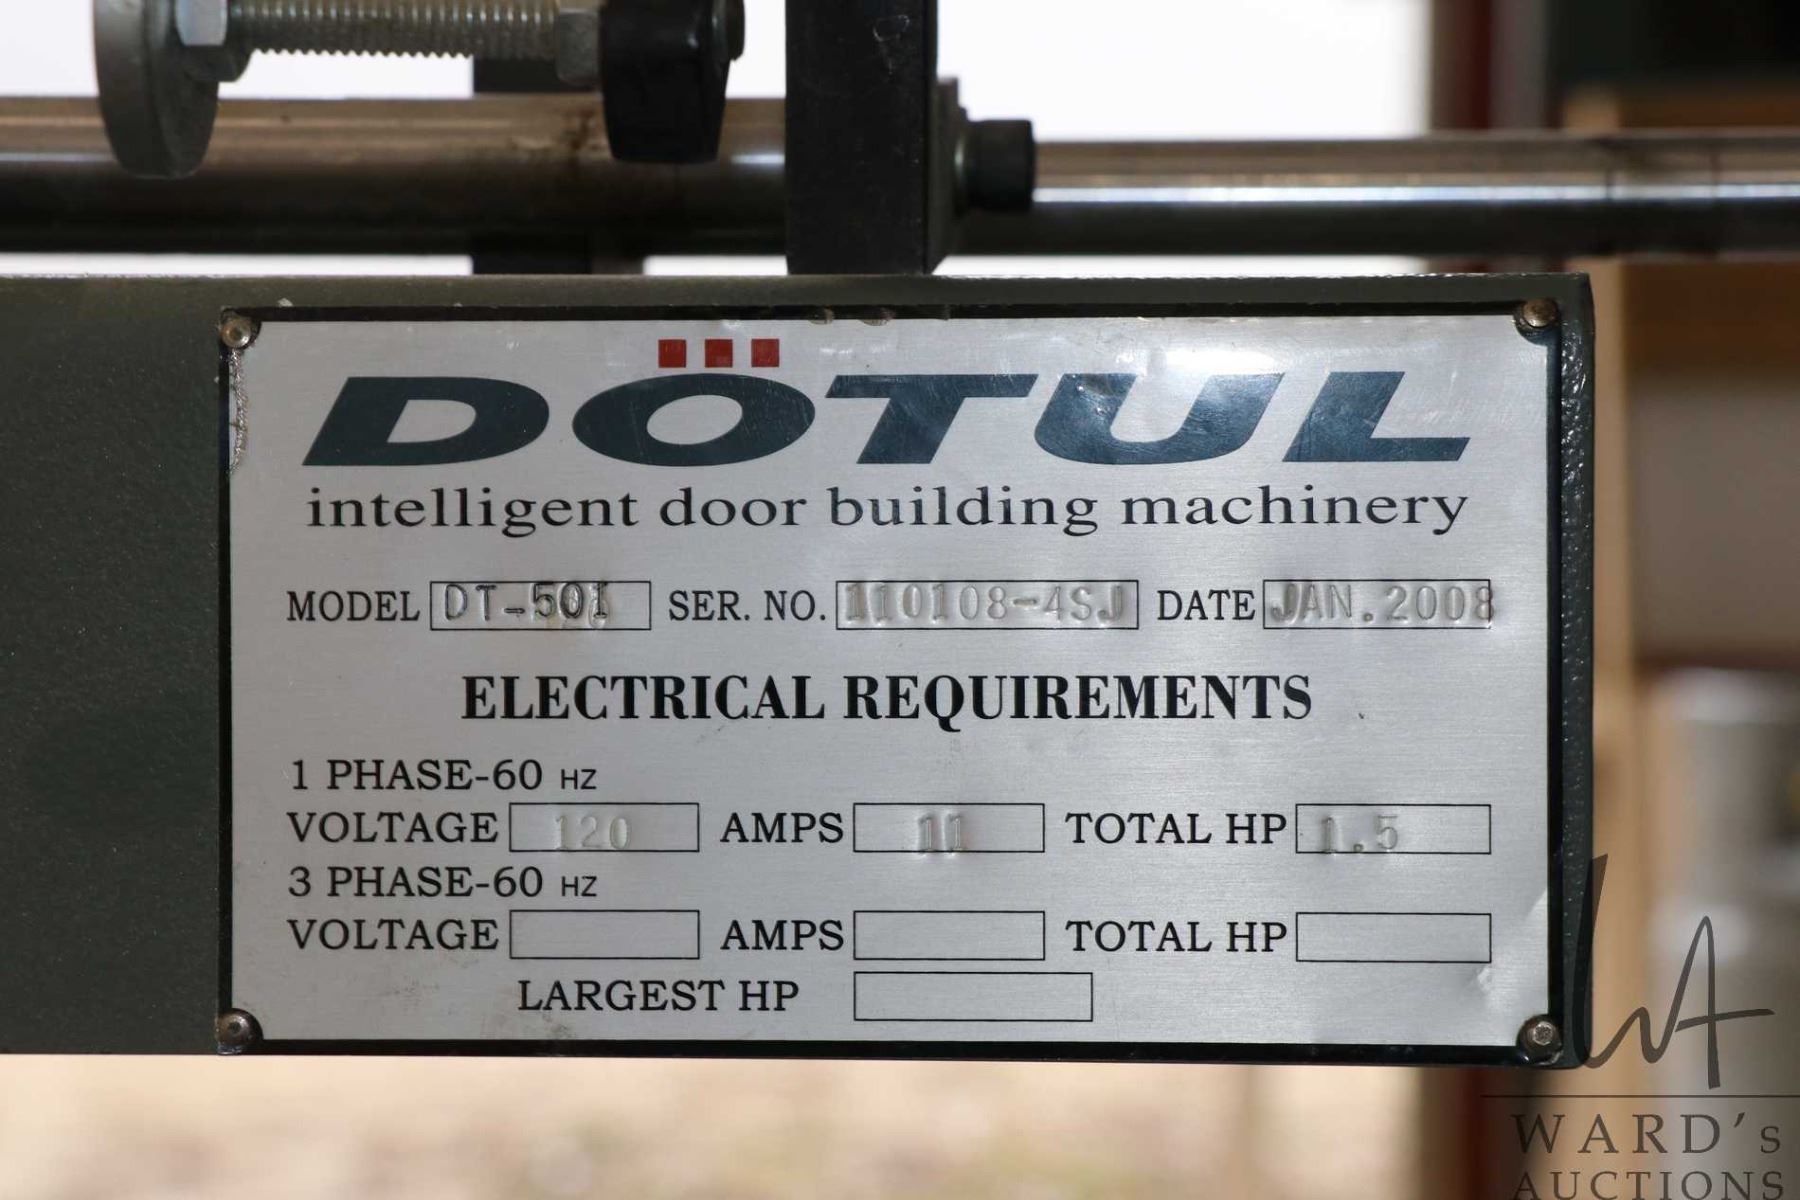 DÖTUL
intelligent door building machinery
MODEL DT-501 SER. NO. 110108-4SJ DATE JAN.2008
ELECTRICAL REQUIREMENTS
1 PHASE-60 HZ
VOLTAGE 120 AMPS 11 TOTAL HP 1.5
3 PHASE-60 HZ
VOLTAGE AMPS TOTAL HP
LARGEST HP
WA
WARD's
AUCTIONS